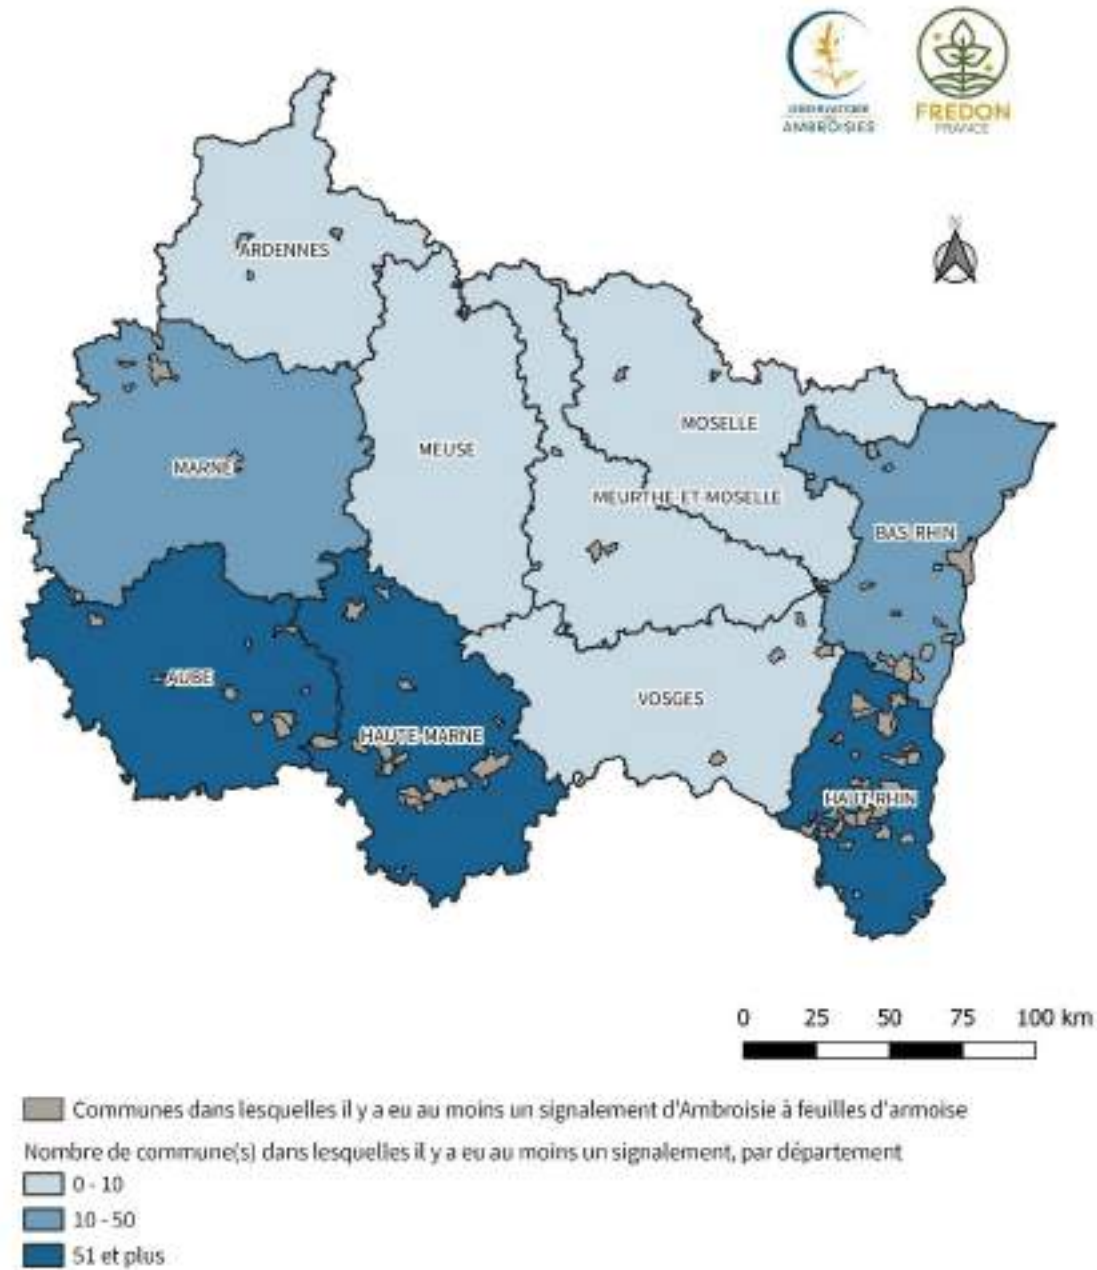 AMBROISIES
FREDON
FRANCE
N
ARDENNES
MARNE
MEUSE
MOSELLE
MEURTHE-ET-MOSELLE
BAS-RHIN
AUBE
HAUTE-MARNE
VOSGES
HAUT-RHIN
0 25 50 75 100 km
Communes dans lesquelles il y a eu au moins un signalement d'Ambroisie à feuilles d'armoise
Nombre de commune(s) dans lesquelles il y a eu au moins un signalement, par département
0 - 10
10 - 50
51 et plus